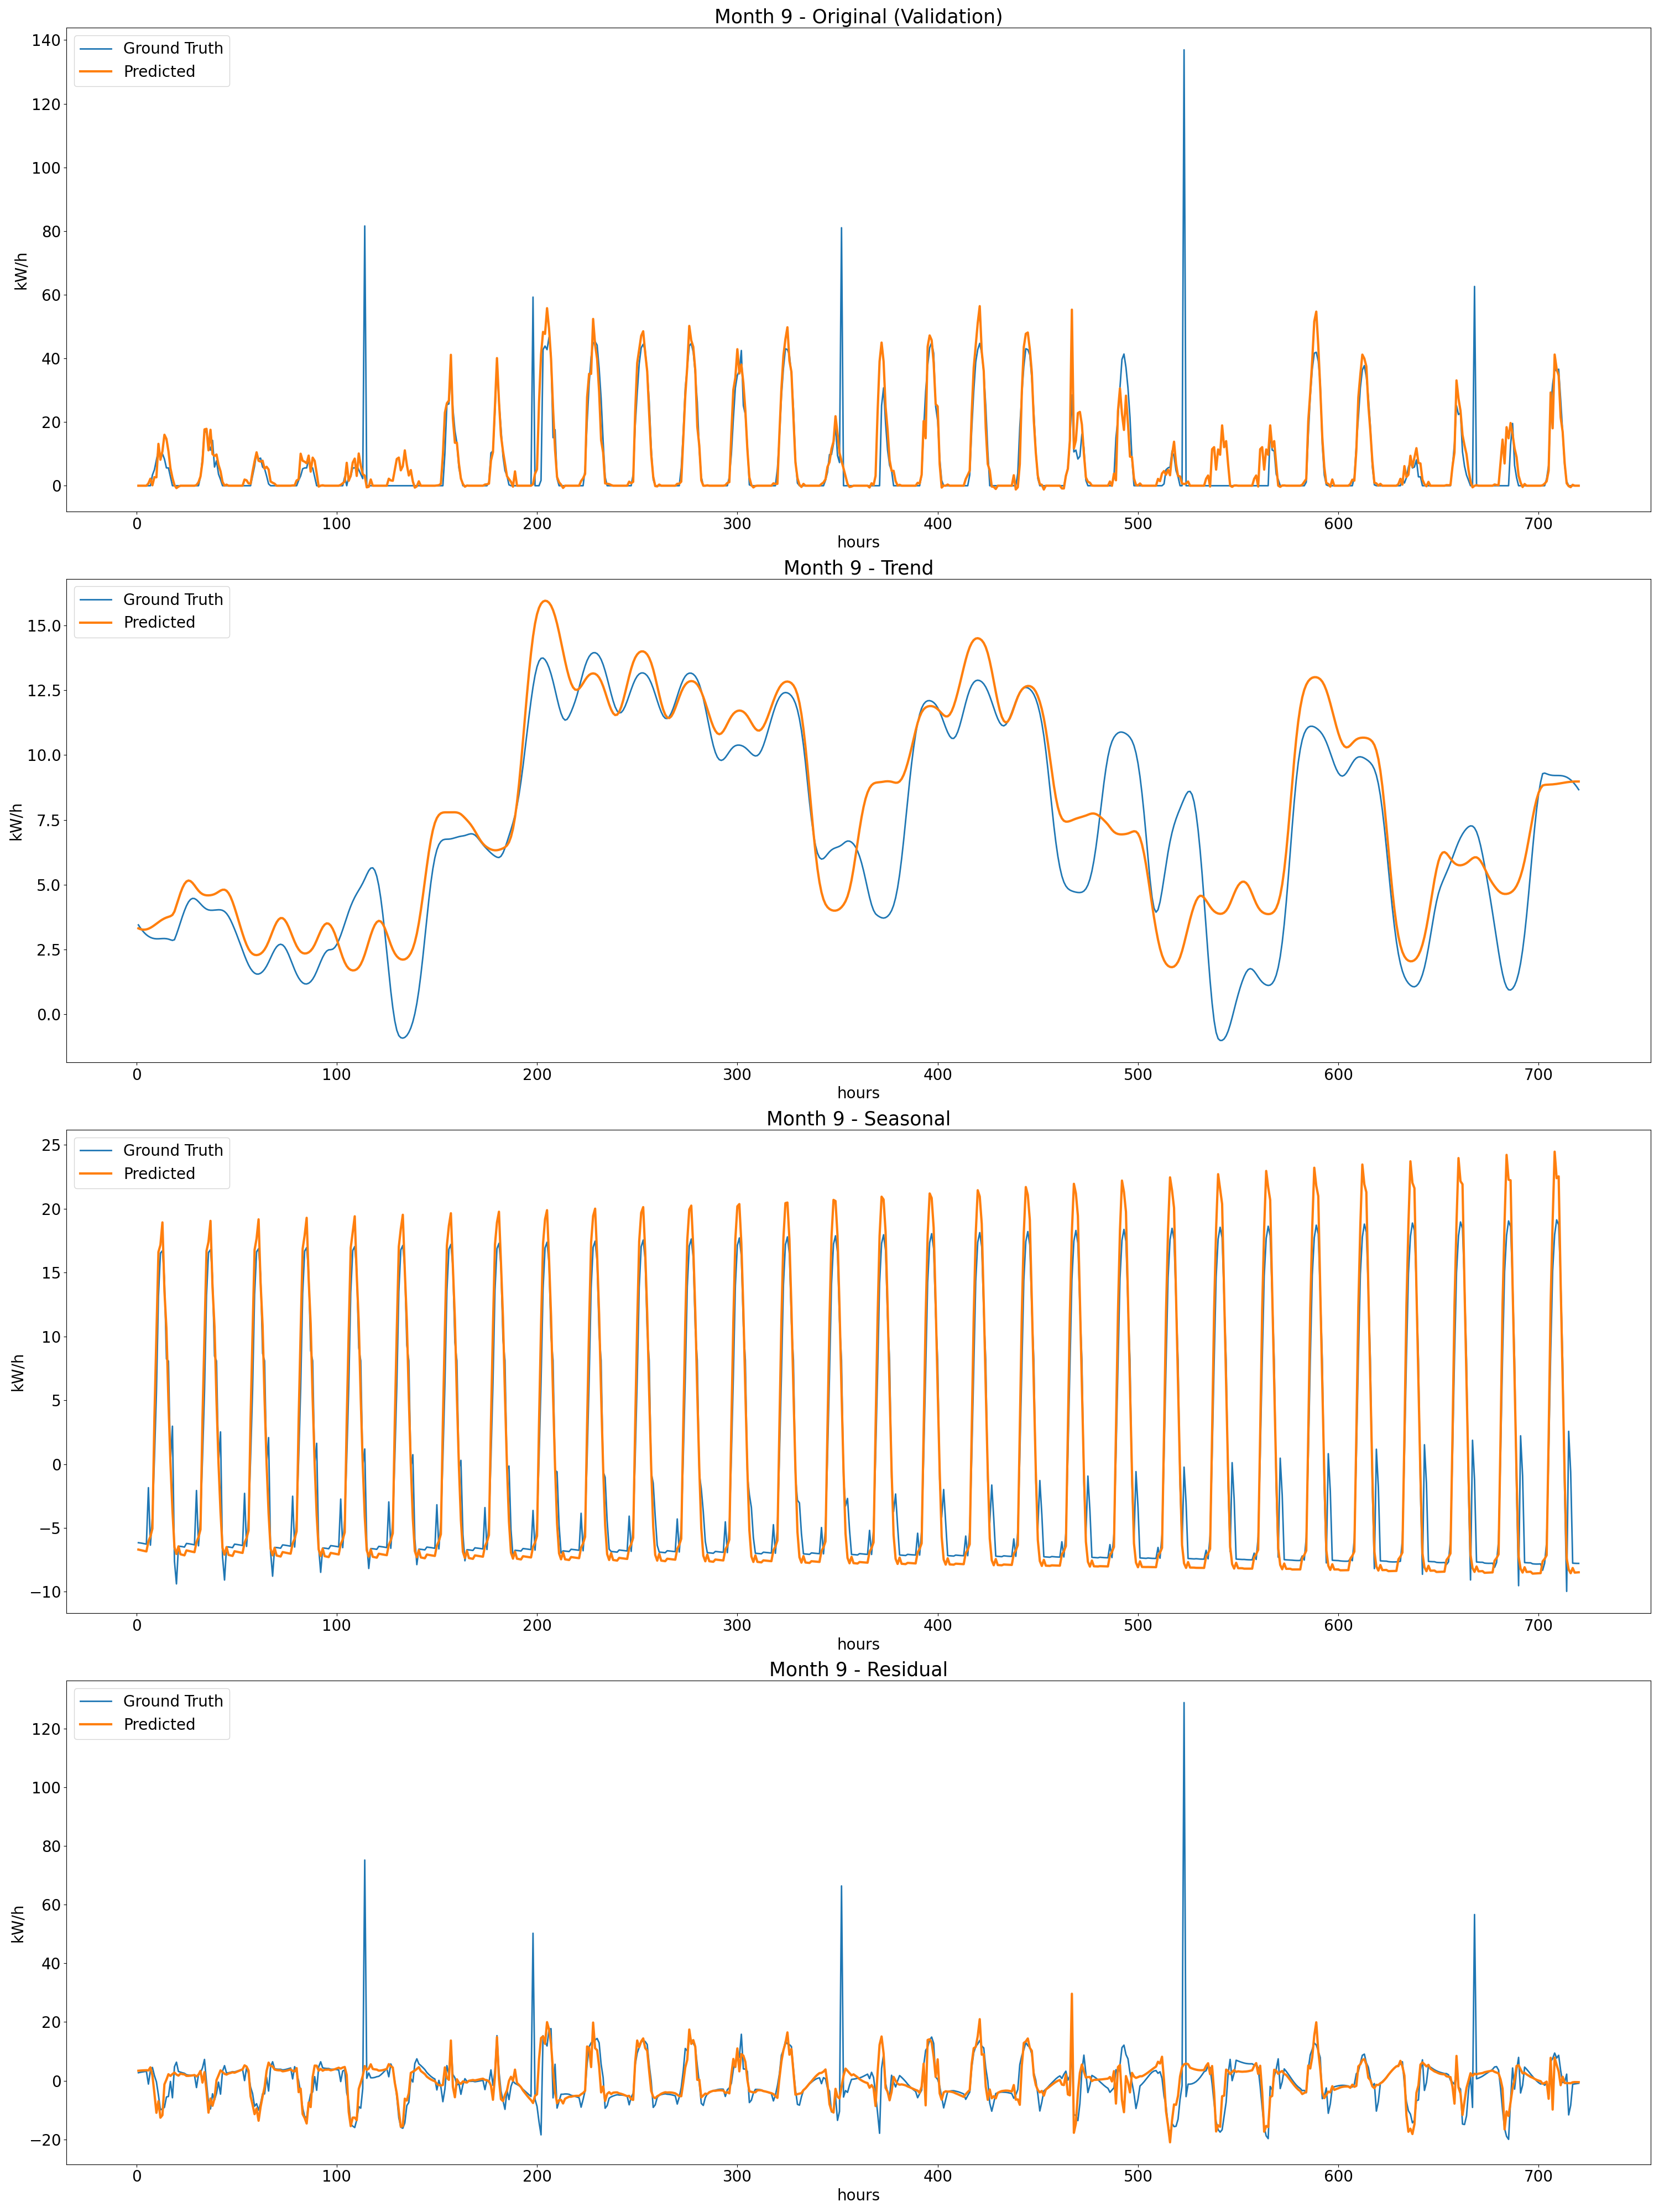 Month 9 - Original (Validation)
Ground Truth
Predicted
140
120
100
80
60
40
20
0
kW/h
0 100 200 300 400 500 600 700
hours
Month 9 - Trend
Ground Truth
Predicted
15.0
12.5
10.0
7.5
5.0
2.5
0.0
kW/h
0 100 200 300 400 500 600 700
hours
Month 9 - Seasonal
Ground Truth
Predicted
25
20
15
10
5
0
−5
−10
kW/h
0 100 200 300 400 500 600 700
hours
Month 9 - Residual
Ground Truth
Predicted
120
100
80
60
40
20
0
−20
kW/h
0 100 200 300 400 500 600 700
hours